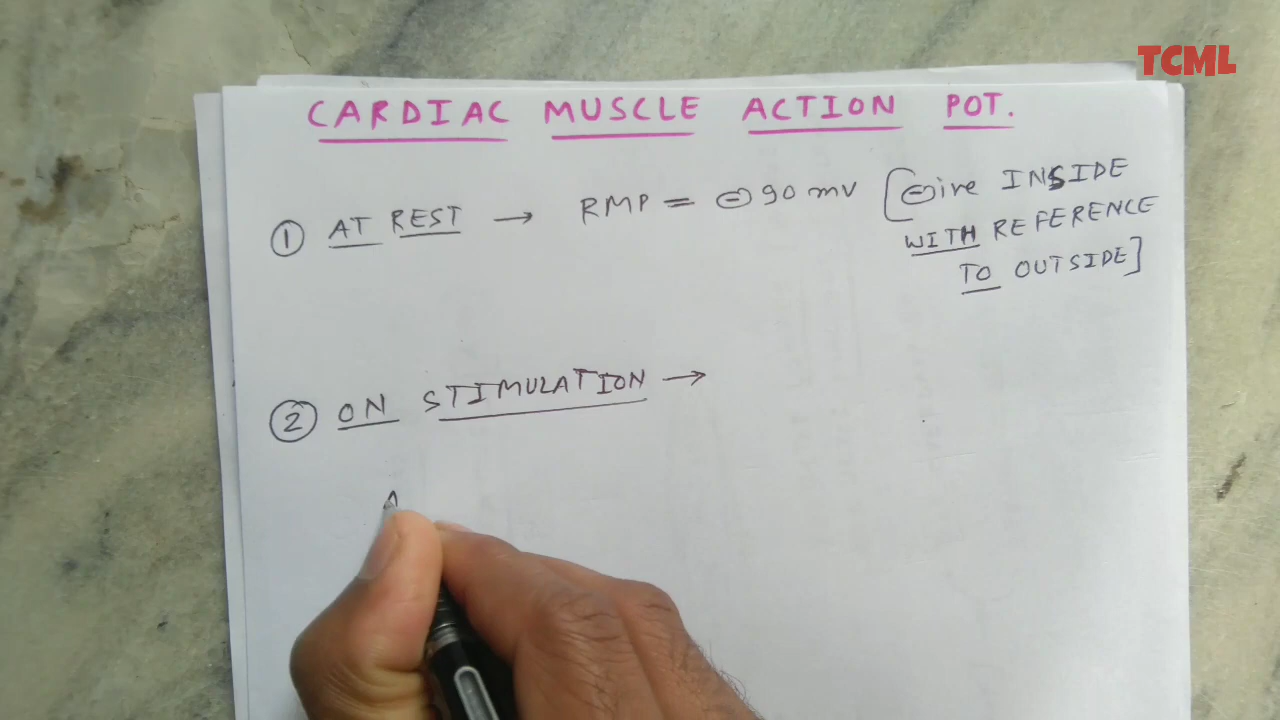 TCML
CARDIAC MUSCLE ACTION POT.
① AT REST → RMP = ⊖ 90 mV [⊖ive INSIDE
WITH REFERENCE
TO OUTSIDE]
② ON STIMULATION →